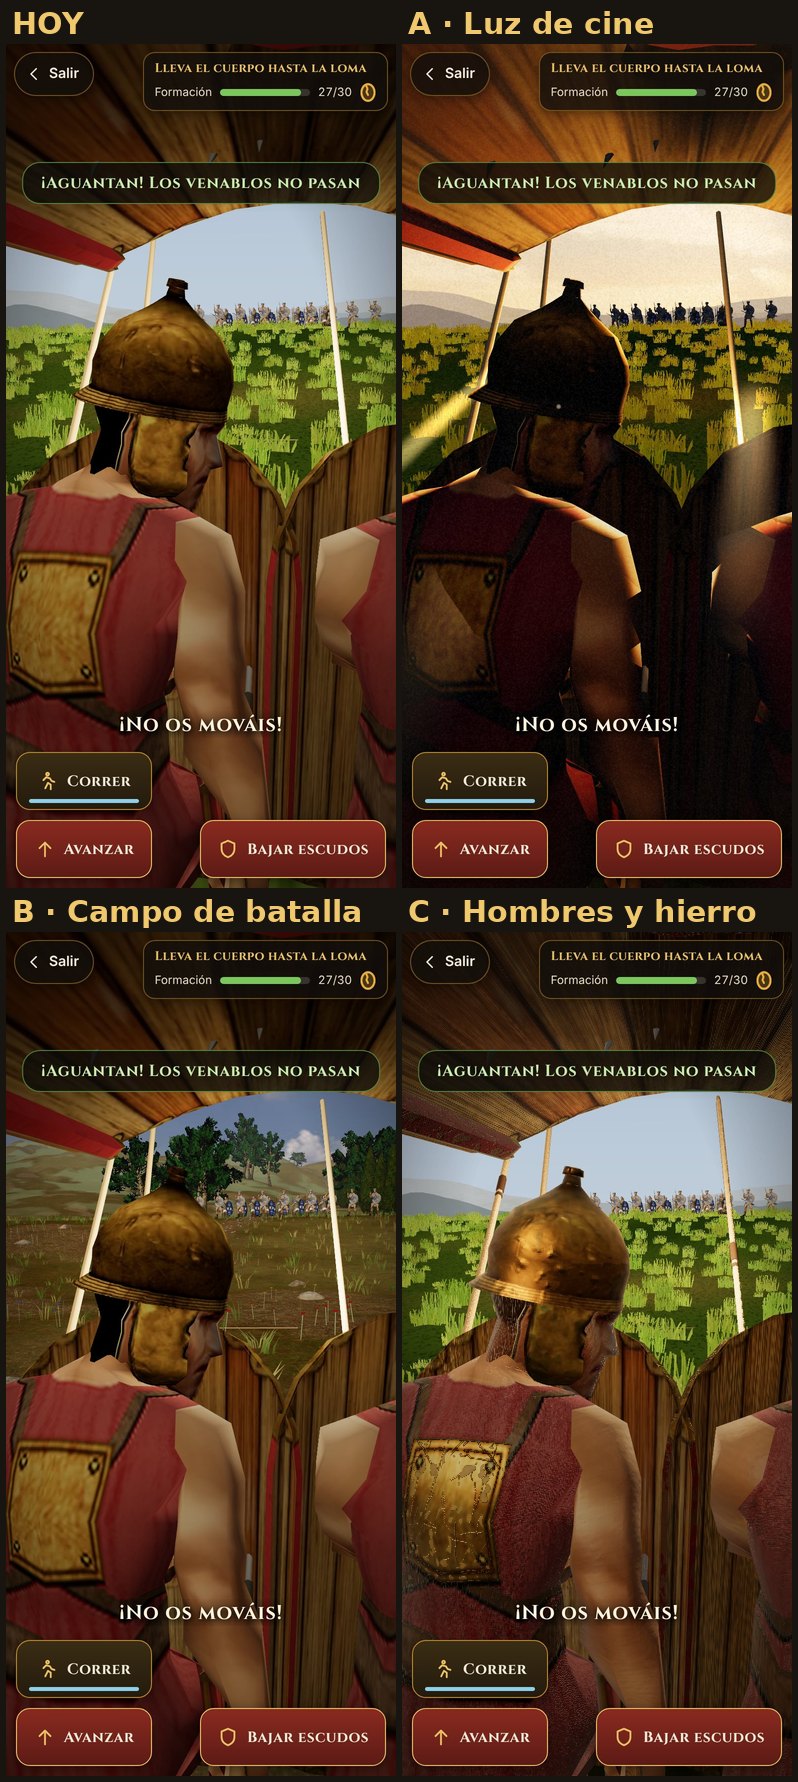 HOY
Salir
Lleva el cuerpo hasta la loma
Formación 27/30
¡Aguantan! Los venablos no pasan
¡No os mováis!
Correr
Avanzar
Bajar escudos
A · Luz de cine
Salir
Lleva el cuerpo hasta la loma
Formación 27/30
¡Aguantan! Los venablos no pasan
¡No os mováis!
Correr
Avanzar
Bajar escudos
B · Campo de batalla
Salir
Lleva el cuerpo hasta la loma
Formación 27/30
¡Aguantan! Los venablos no pasan
¡No os mováis!
Correr
Avanzar
Bajar escudos
C · Hombres y hierro
Salir
Lleva el cuerpo hasta la loma
Formación 27/30
¡Aguantan! Los venablos no pasan
¡No os mováis!
Correr
Avanzar
Bajar escudos